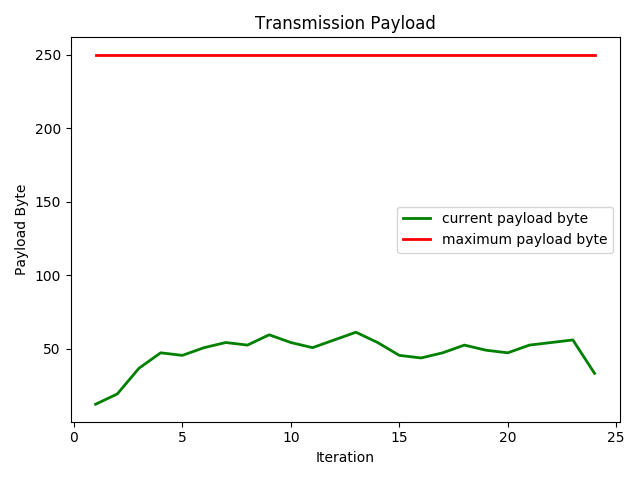 Transmission Payload
250
200
150
100
50
Payload Byte
current payload byte
maximum payload byte
0
5
10
15
20
25
Iteration